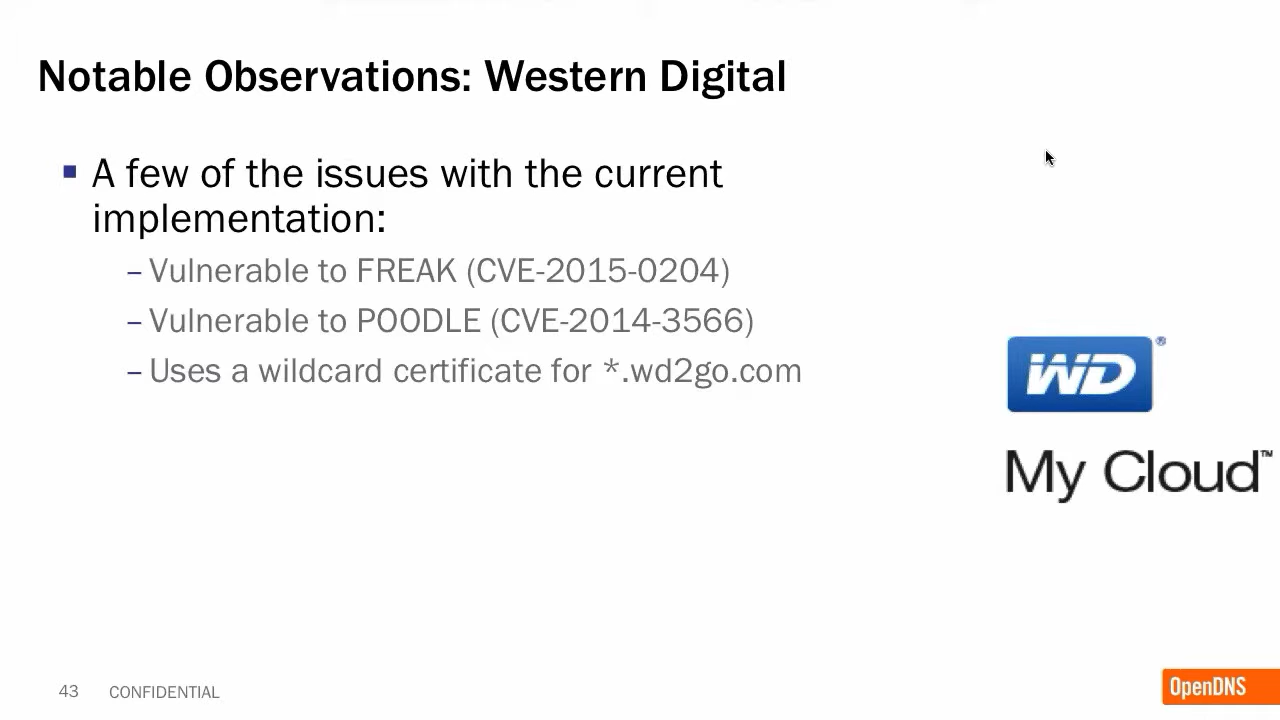 Notable Observations: Western Digital
▪ A few of the issues with the current
implementation:
– Vulnerable to FREAK (CVE-2015-0204)
– Vulnerable to POODLE (CVE-2014-3566)
– Uses a wildcard certificate for *.wd2go.com
WD®
My Cloud™
43 CONFIDENTIAL
OpenDNS